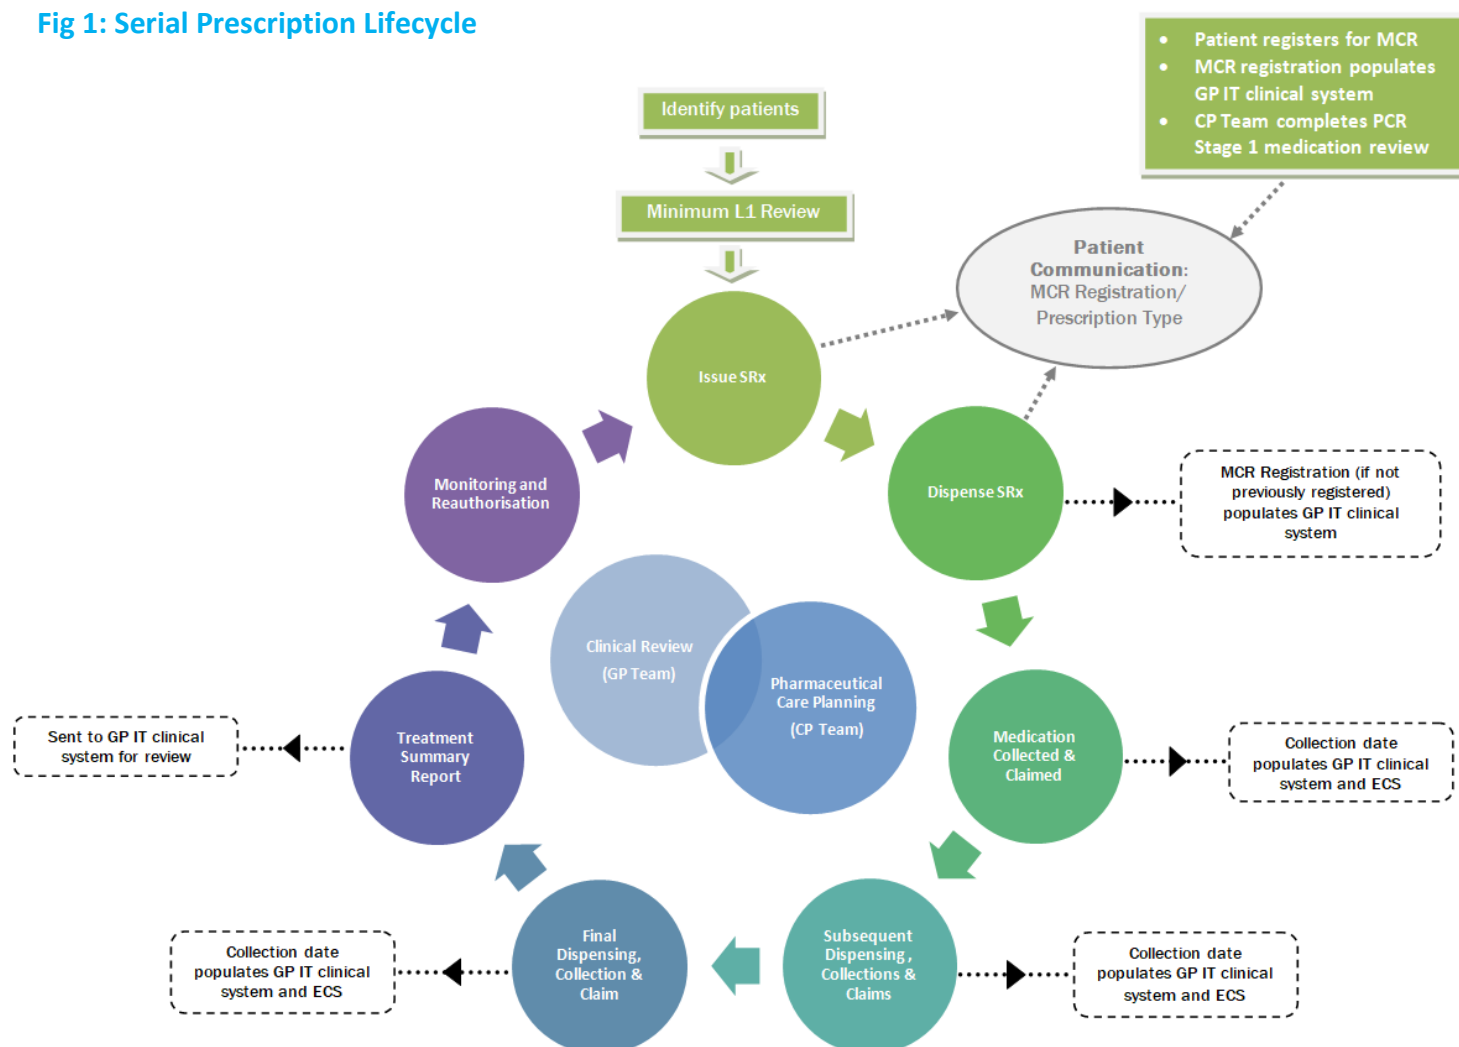 Fig 1: Serial Prescription Lifecycle
• Patient registers for MCR
• MCR registration populates
GP IT clinical system
• CP Team completes PCR
Stage 1 medication review
Identify patients
Minimum L1 Review
Patient
Communication:
MCR Registration/
Prescription Type
Issue SRx
Dispense SRx
MCR Registration (if not
previously registered)
populates GP IT clinical
system
Medication
Collected &
Claimed
Collection date
populates GP IT clinical
system and ECS
Subsequent
Dispensing ,
Collections &
Claims
Collection date
populates GP IT clinical
system and ECS
Final
Dispensing,
Collection &
Claim
Collection date
populates GP IT clinical
system and ECS
Treatment
Summary
Report
Sent to GP IT clinical
system for review
Monitoring and
Reauthorisation
Clinical Review
(GP Team)
Pharmaceutical
Care Planning
(CP Team)